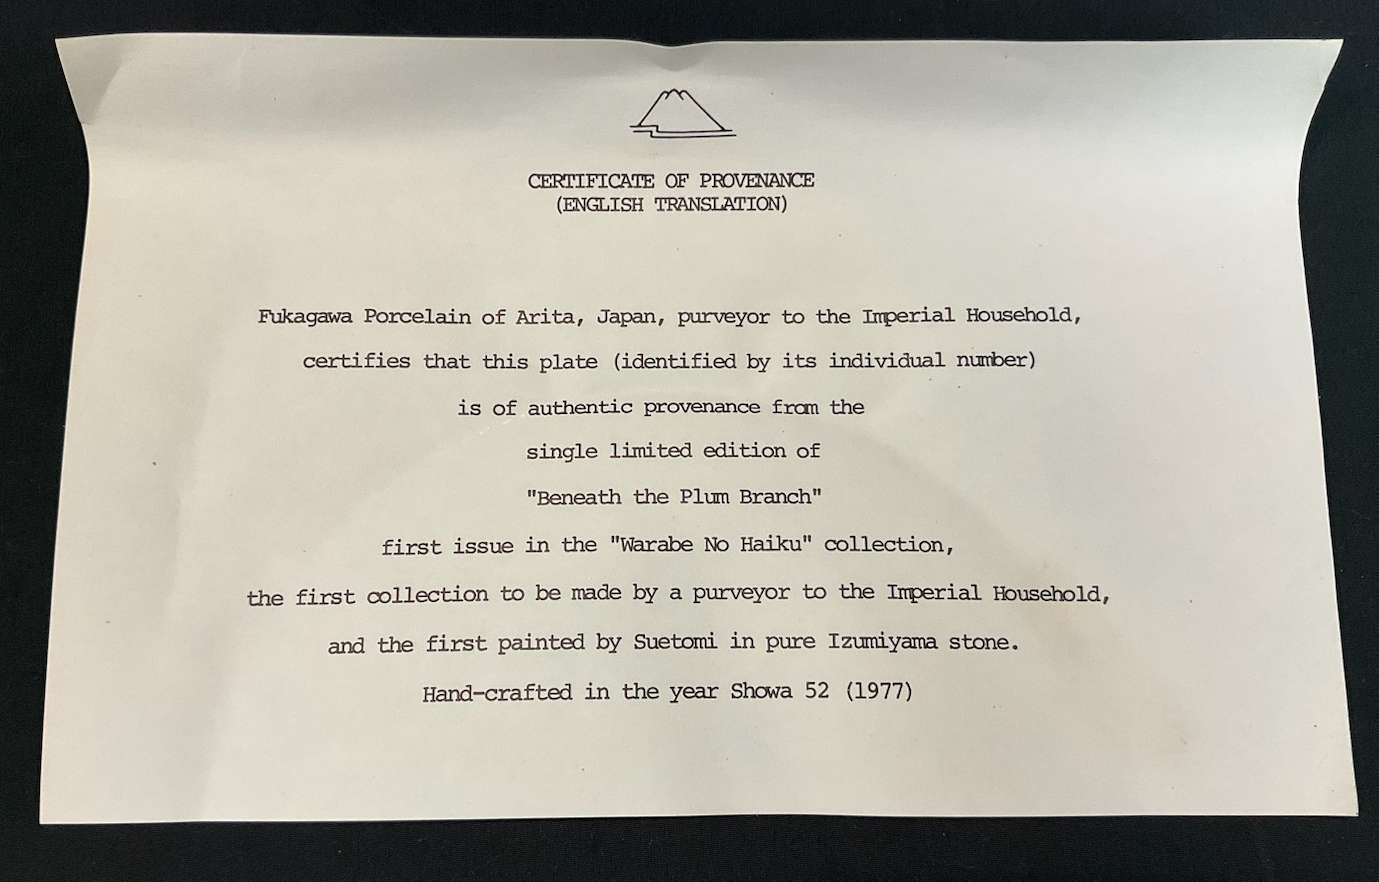 CERTIFICATE OF PROVENANCE
(ENGLISH TRANSLATION)
Fukagawa Porcelain of Arita, Japan, purveyor to the Imperial Household,
certifies that this plate (identified by its individual number)
is of authentic provenance from the
single limited edition of
"Beneath the Plum Branch"
first issue in the "Warabe No Haiku" collection,
the first collection to be made by a purveyor to the Imperial Household,
and the first painted by Suetomi in pure Izumiyama stone.
Hand-crafted in the year Showa 52 (1977)